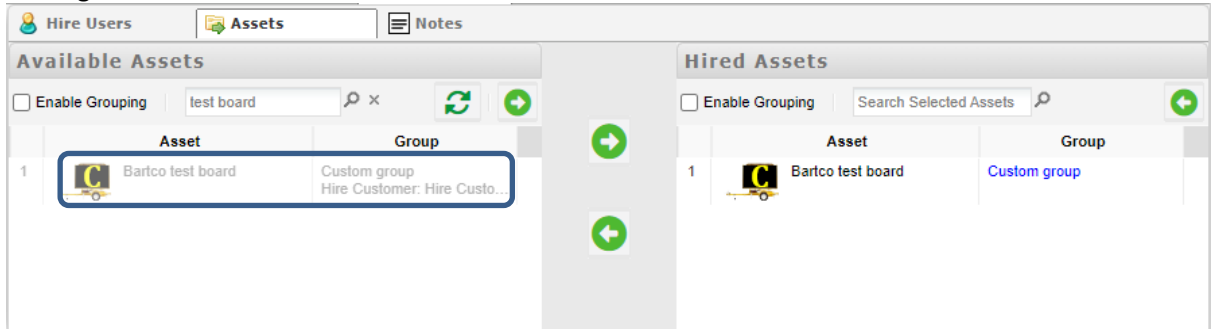 Hire Users Assets Notes
Available Assets Hired Assets
Enable Grouping test board Enable Grouping Search Selected Assets
Asset Group Asset Group
1 C Bartco test board Custom group 1 C Bartco test board Custom group
Hire Customer: Hire Custo...